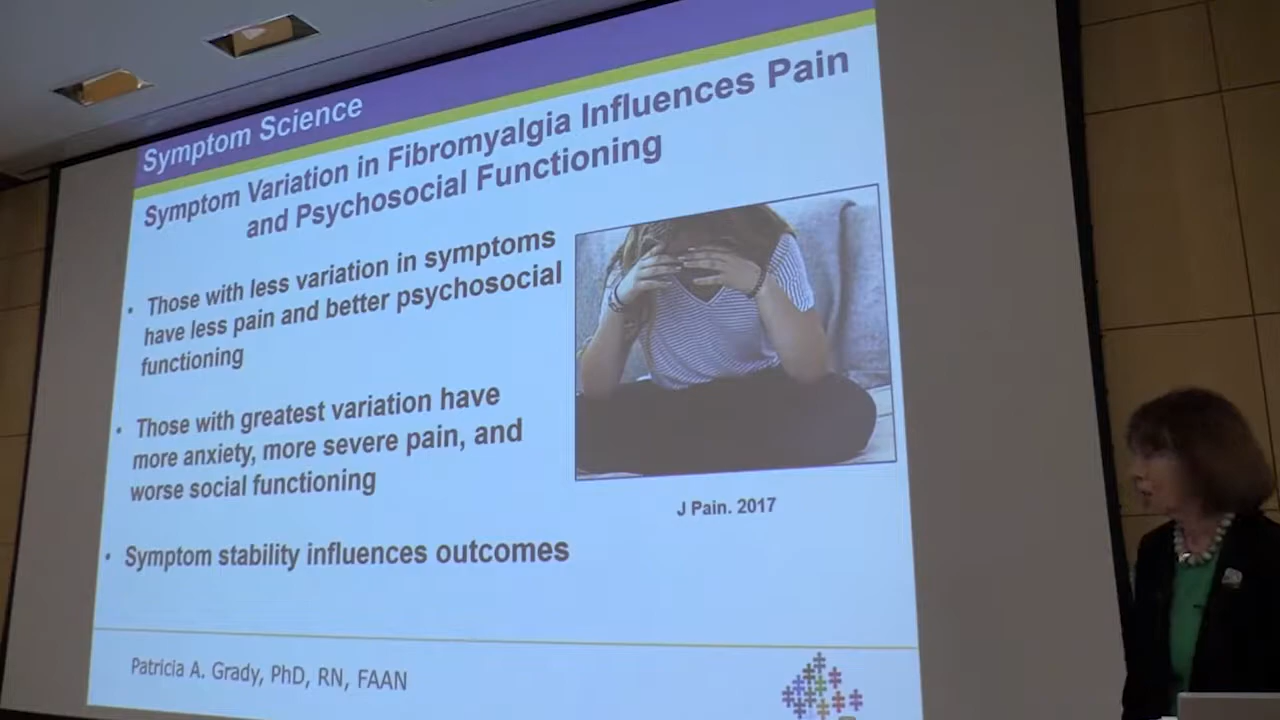 Symptom Science
Symptom Variation in Fibromyalgia Influences Pain
and Psychosocial Functioning
• Those with less variation in symptoms
have less pain and better psychosocial
functioning
• Those with greatest variation have
more anxiety, more severe pain, and
worse social functioning
J Pain. 2017
• Symptom stability influences outcomes
Patricia A. Grady, PhD, RN, FAAN